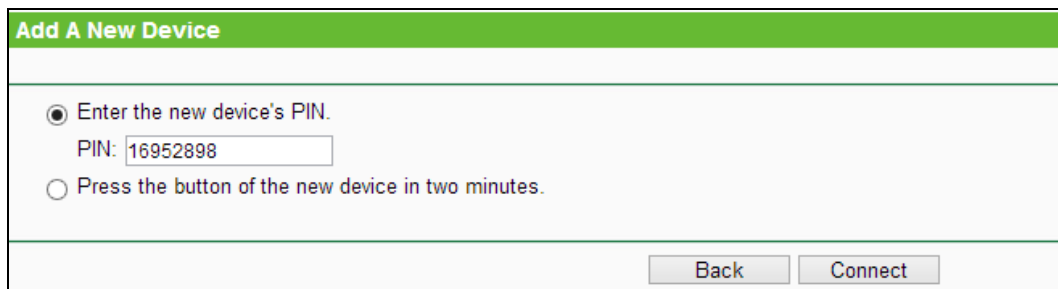 Add A New Device
Enter the new device's PIN.
PIN: 16952898
Press the button of the new device in two minutes.
Back Connect